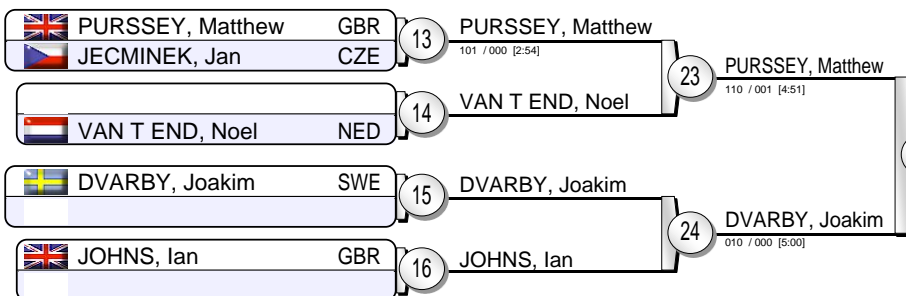 PURSSEY, Matthew GBR
JECMINEK, Jan CZE
13
PURSSEY, Matthew
101 / 000 [2:54]
VAN T END, Noel NED
14
VAN T END, Noel
23
PURSSEY, Matthew
110 / 001 [4:51]
DVARBY, Joakim SWE
15
DVARBY, Joakim
JOHNS, Ian GBR
16
JOHNS, Ian
24
DVARBY, Joakim
010 / 000 [5:00]